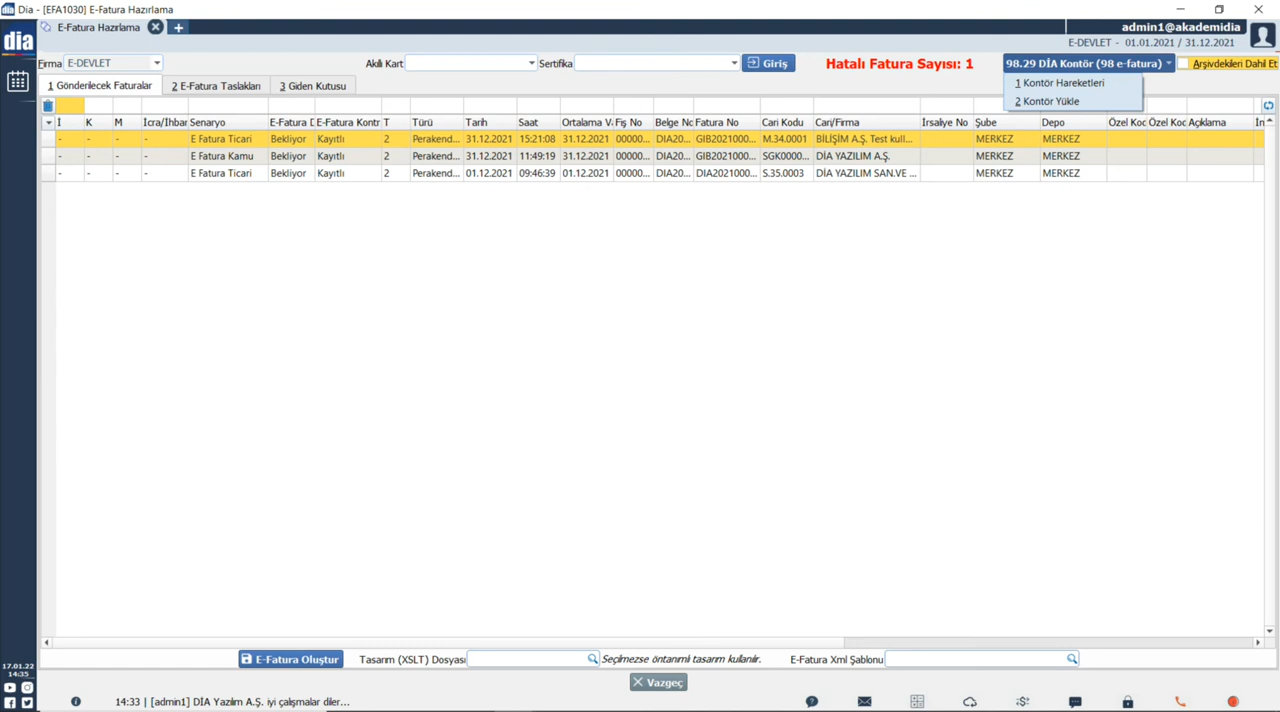 Dia - [EFA1030] E-Fatura Hazırlama
E-Fatura Hazırlama
admin1@akademidia
dia
E-DEVLET - 01.01.2021 / 31.12.2021
Firma E-DEVLET Akıllı Kart Sertifika Giriş Hatalı Fatura Sayısı: 1 98.29 DİA Kontör (98 e-fatura) Arşivdekileri Dahil Et
1 Gönderilecek Faturalar 2 E-Fatura Taslakları 3 Giden Kutusu
1 Kontör Hareketleri
2 Kontör Yükle
İ K M İcra/İhbar Senaryo E-Fatura D E-Fatura Kontr T Türü Tarih Saat Ortalama Va Fiş No Belge No Fatura No Cari Kodu Cari/Firma İrsaliye No Şube Depo Özel Kod Özel Kod Açıklama
- - - - E Fatura Ticari Bekliyor Kayıtlı 2 Perakend... 31.12.2021 15:21:08 31.12.2021 00000... DIA20... GIB2021000... M.34.0001 BİLİŞİM A.Ş. Test kull... MERKEZ MERKEZ
- - - - E Fatura Kamu Bekliyor Kayıtlı 2 Perakend... 31.12.2021 11:49:19 31.12.2021 00000... DIA20... GIB2021000... SGK0000... DİA YAZILIM A.Ş. MERKEZ MERKEZ
- - - - E Fatura Ticari Bekliyor Kayıtlı 2 Perakend... 01.12.2021 09:46:39 01.12.2021 00000... DIA20... DIA2021000... S.35.0003 DİA YAZILIM SAN.VE ... MERKEZ MERKEZ
E-Fatura Oluştur Tasarım (XSLT) Dosyası Seçilmezse öntanımlı tasarım kullanılır. E-Fatura Xml Şablonu
Vazgeç
17.01.22
14:35
14:33 | [admin1] DİA Yazılım A.Ş. iyi çalışmalar diler...